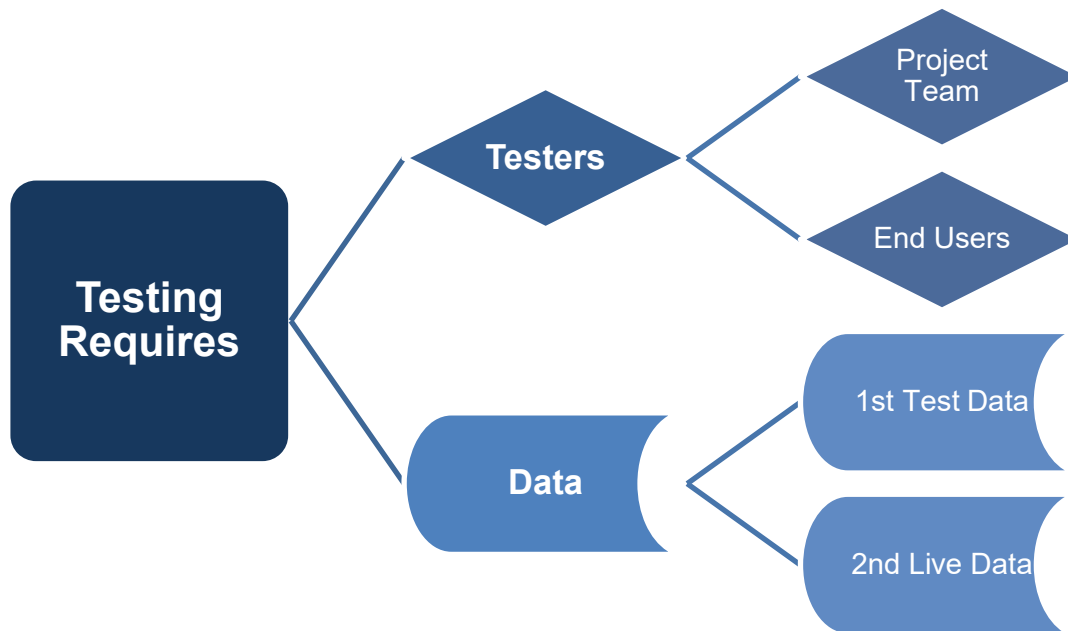 Testing
Requires
Testers
Project
Team
End Users
Data
1st Test Data
2nd Live Data